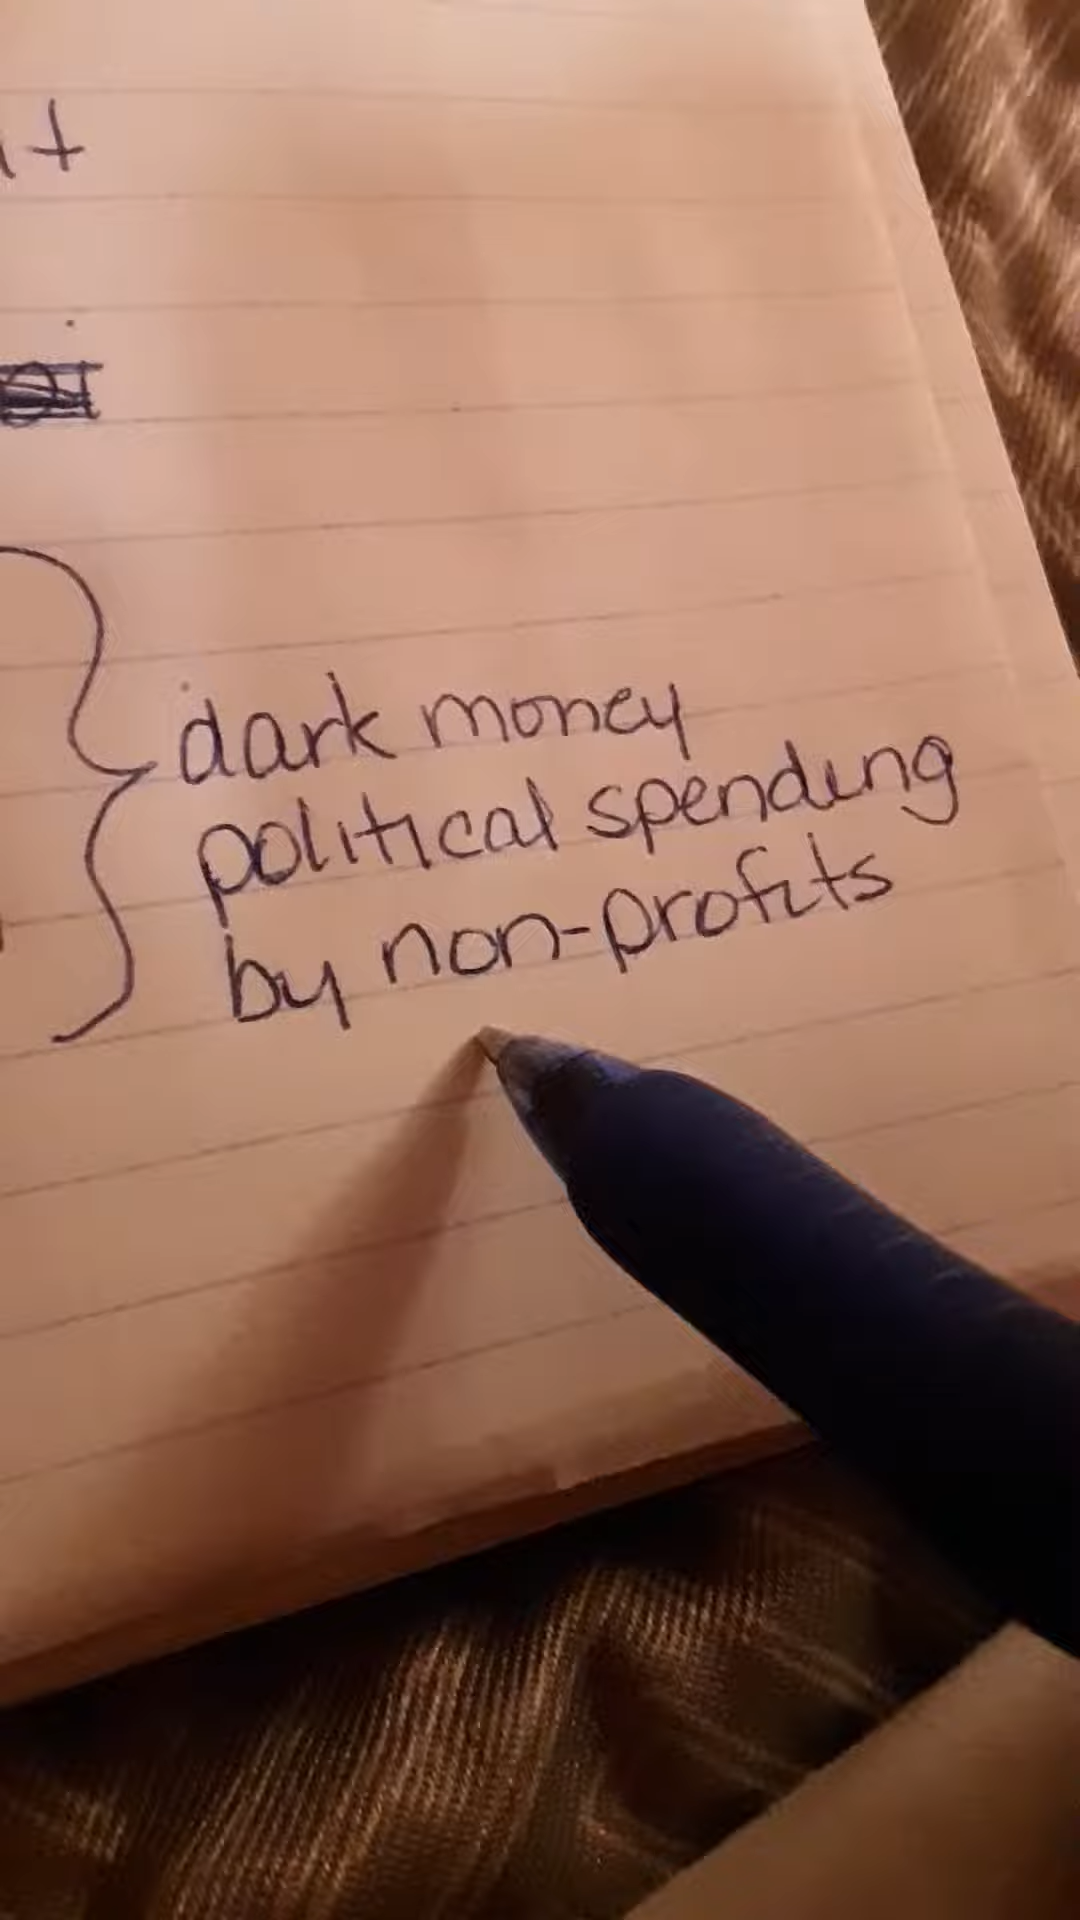 dark money
political spending
by non-profits